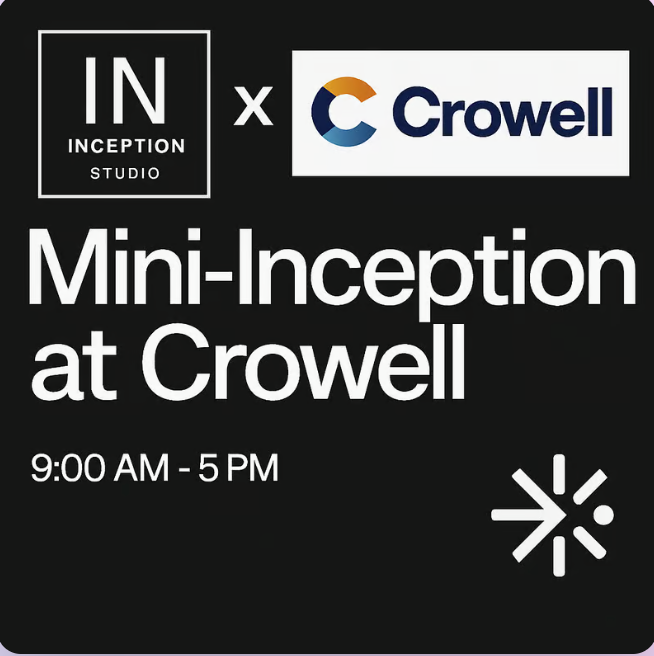 IN
INCEPTION
STUDIO
x
Crowell
Mini-Inception
at Crowell
9:00 AM - 5 PM